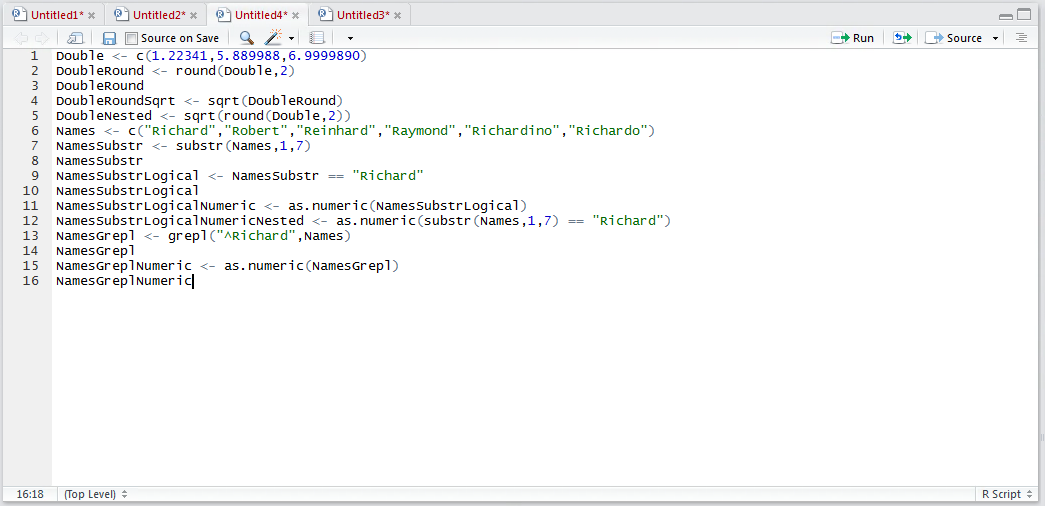 Untitled1* Untitled2* Untitled4* Untitled3*
Source on Save Run Source
1 Double <- c(1.22341,5.889988,6.9999890)
2 DoubleRound <- round(Double,2)
3 DoubleRound
4 DoubleRoundSqrt <- sqrt(DoubleRound)
5 DoubleNested <- sqrt(round(Double,2))
6 Names <- c("Richard","Robert","Reinhard","Raymond","Richardino","Richardo")
7 NamesSubstr <- substr(Names,1,7)
8 NamesSubstr
9 NamesSubstrLogical <- NamesSubstr == "Richard"
10 NamesSubstrLogical
11 NamesSubstrLogicalNumeric <- as.numeric(NamesSubstrLogical)
12 NamesSubstrLogicalNumericNested <- as.numeric(substr(Names,1,7) == "Richard")
13 NamesGrepl <- grepl("^Richard",Names)
14 NamesGrepl
15 NamesGreplNumeric <- as.numeric(NamesGrepl)
16 NamesGreplNumeric
16:18 (Top Level) R Script